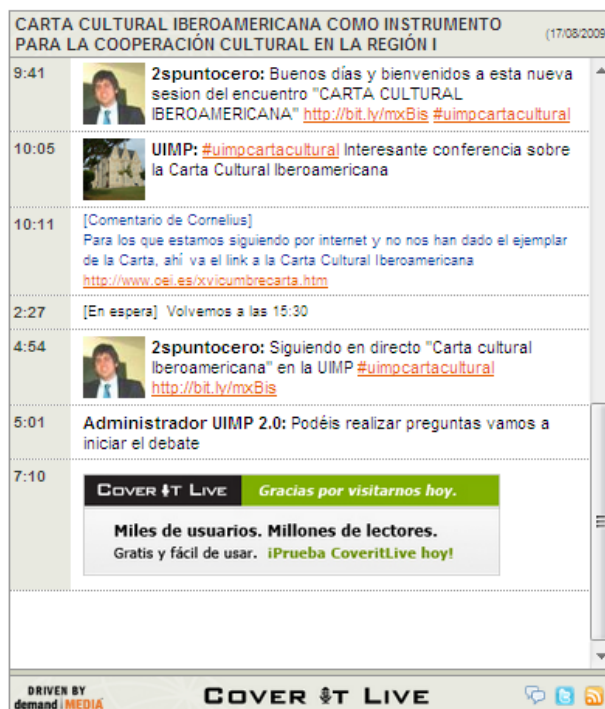 CARTA CULTURAL IBEROAMERICANA COMO INSTRUMENTO
PARA LA COOPERACIÓN CULTURAL EN LA REGIÓN I
(17/08/2009
9:41
2spuntocero: Buenos días y bienvenidos a esta nueva
sesion del encuentro "CARTA CULTURAL
IBEROAMERICANA" http://bit.ly/mxBis #uimpcartacultural
10:05
UIMP: #uimpcartacultural Interesante conferencia sobre
la Carta Cultural Iberoamericana
10:11
[Comentario de Cornelius]
Para los que estamos siguiendo por internet y no nos han dado el ejemplar
de la Carta, ahí va el link a la Carta Cultural Iberoamericana
http://www.oei.es/xvicumbrecarta.htm
2:27
[En espera] Volvemos a las 15:30
4:54
2spuntocero: Siguiendo en directo "Carta cultural
Iberoamericana" en la UIMP #uimpcartacultural
http://bit.ly/mxBis
5:01
Administrador UIMP 2.0: Podéis realizar preguntas vamos a
iniciar el debate
7:10
COVER IT LIVE Gracias por visitarnos hoy.
Miles de usuarios. Millones de lectores.
Gratis y fácil de usar. ¡Prueba CoveritLive hoy!
DRIVEN BY
demand MEDIA
COVER IT LIVE